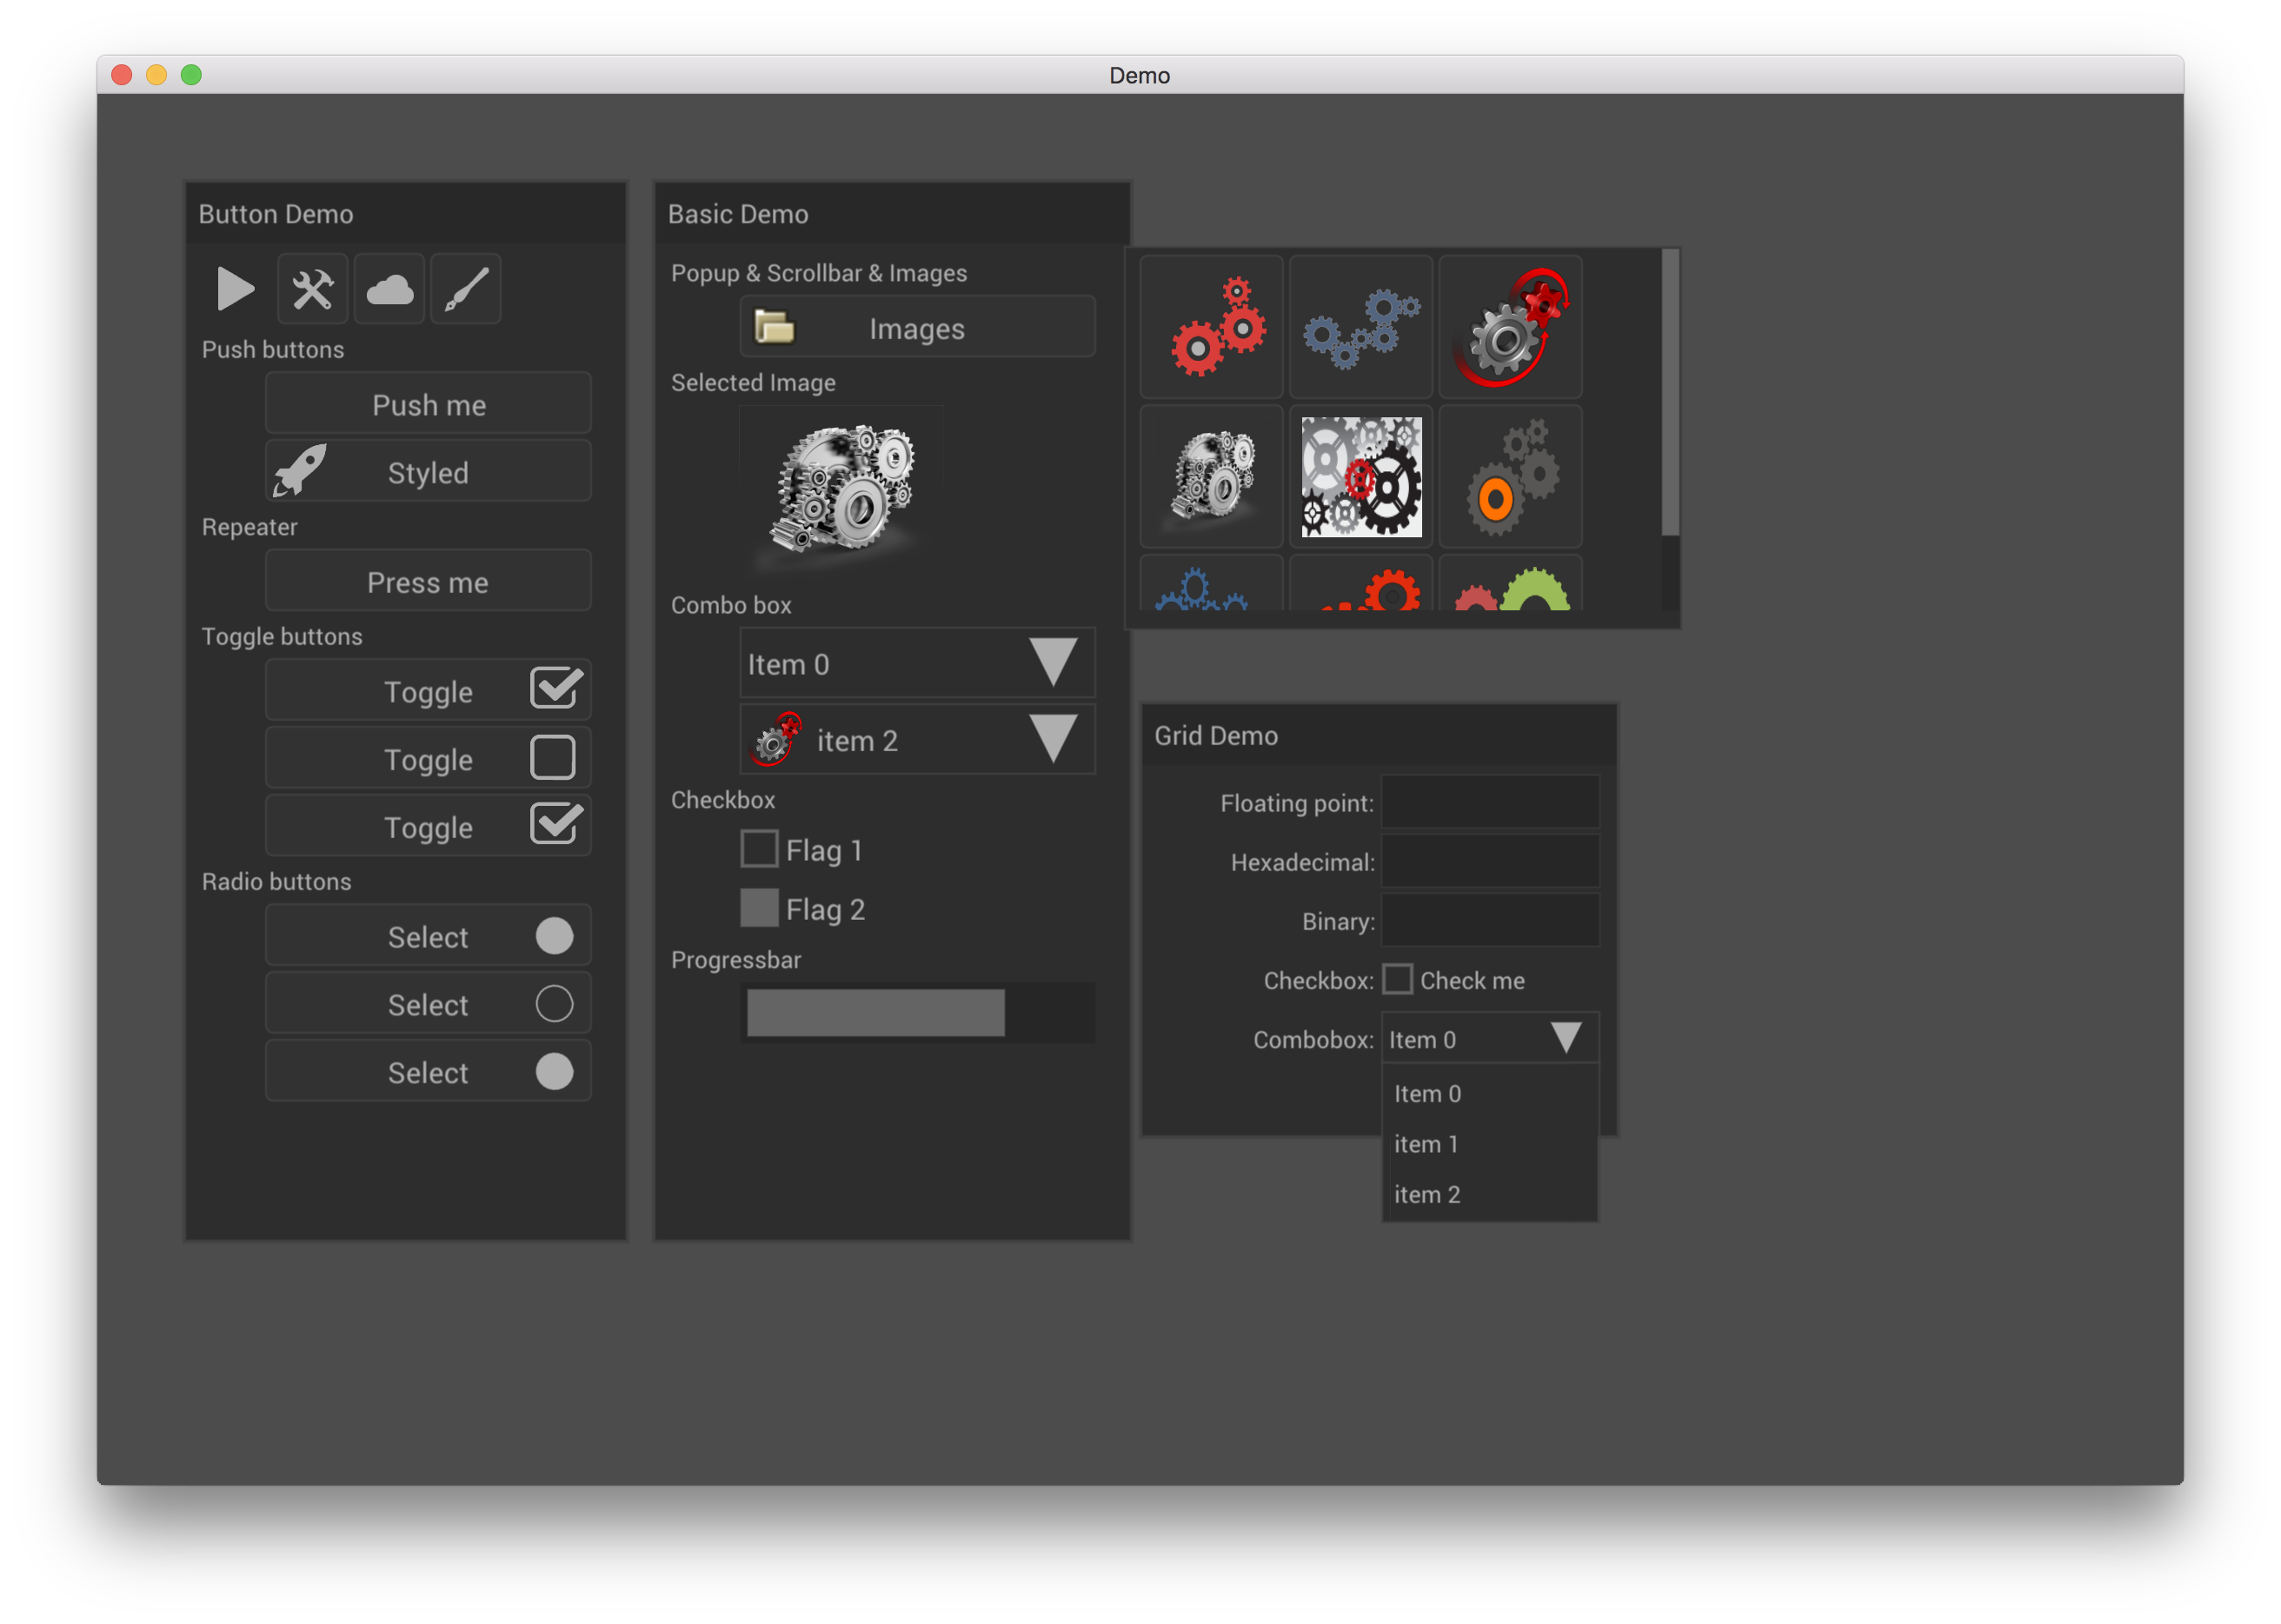 Demo
Button Demo
Push buttons
Push me
Styled
Repeater
Press me
Toggle buttons
Toggle
Toggle
Toggle
Radio buttons
Select
Select
Select
Basic Demo
Popup & Scrollbar & Images
Images
Selected Image
Combo box
Item 0
item 2
Checkbox
Flag 1
Flag 2
Progressbar
Grid Demo
Floating point:
Hexadecimal:
Binary:
Checkbox: Check me
Combobox: Item 0
Item 0
item 1
item 2